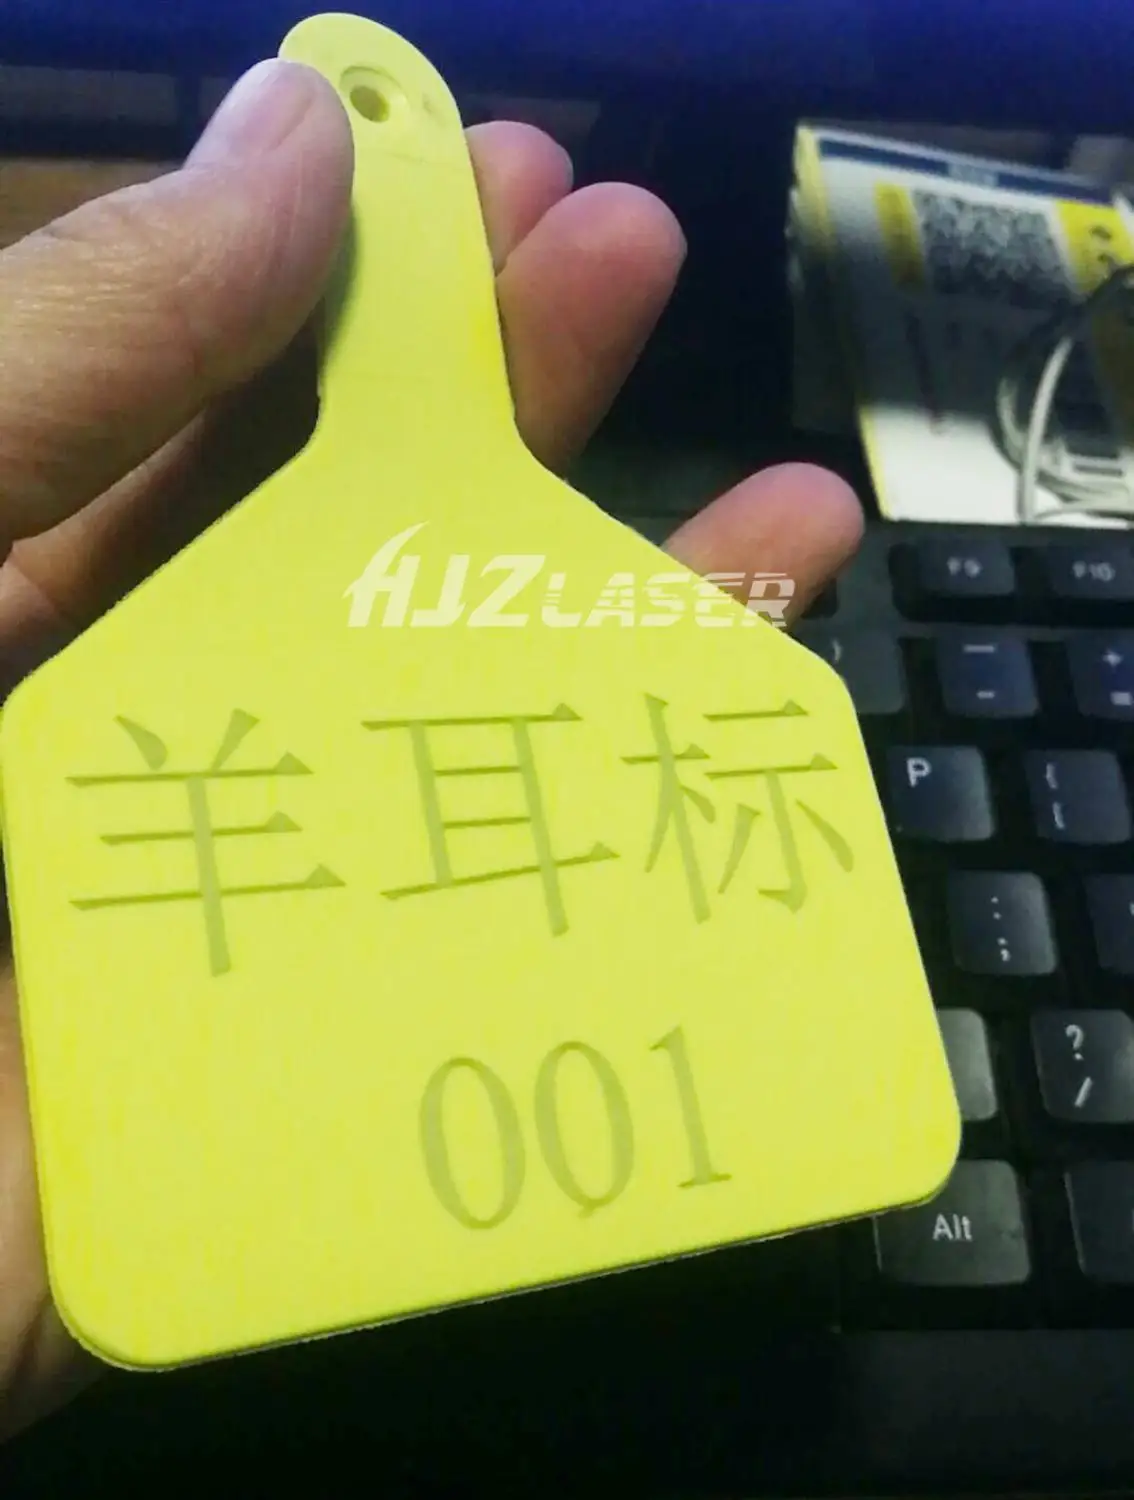 HJZLASER
羊耳标
001
F9
F10
—
-
+
=
P
{
[
:
;
?
/
Alt